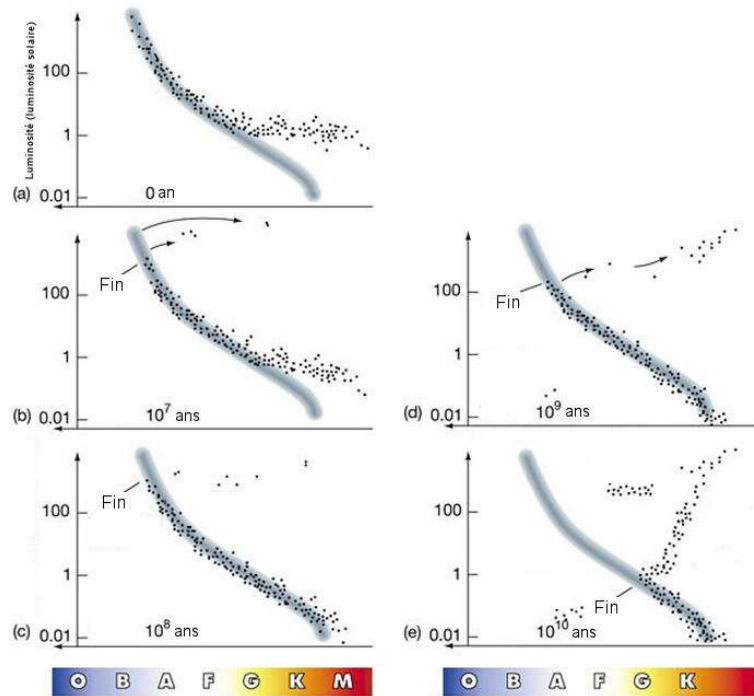 Luminosité (luminosité solaire)
100
1
0.01
(a)
0 an
Fin
100
1
0.01
(b)
10⁷ ans
Fin
100
1
0.01
(c)
10⁸ ans
O B A F G K M
Fin
100
1
0.01
(d)
10⁹ ans
100
1
Fin
0.01
(e)
10¹⁰ ans
O B A F G K